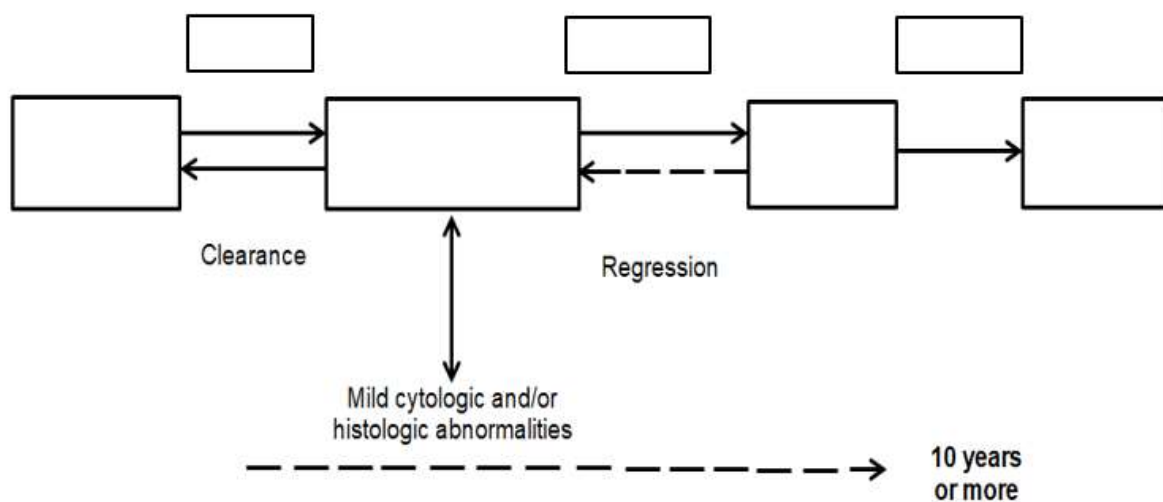 Clearance
Regression
Mild cytologic and/or
histologic abnormalities
10 years
or more